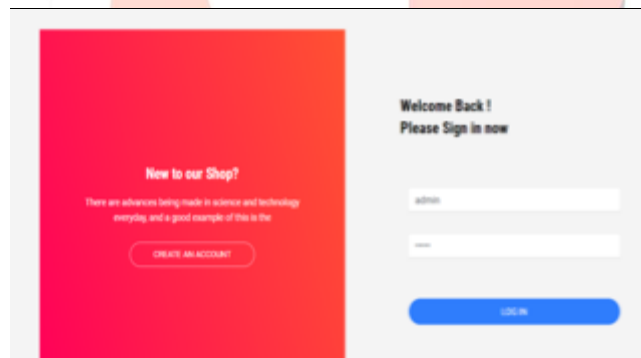 New to our Shop?
There are advances being made in science and technology
everyday, and a good example of this is the
CREATE AN ACCOUNT
Welcome Back !
Please Sign in now
admin
LOG IN